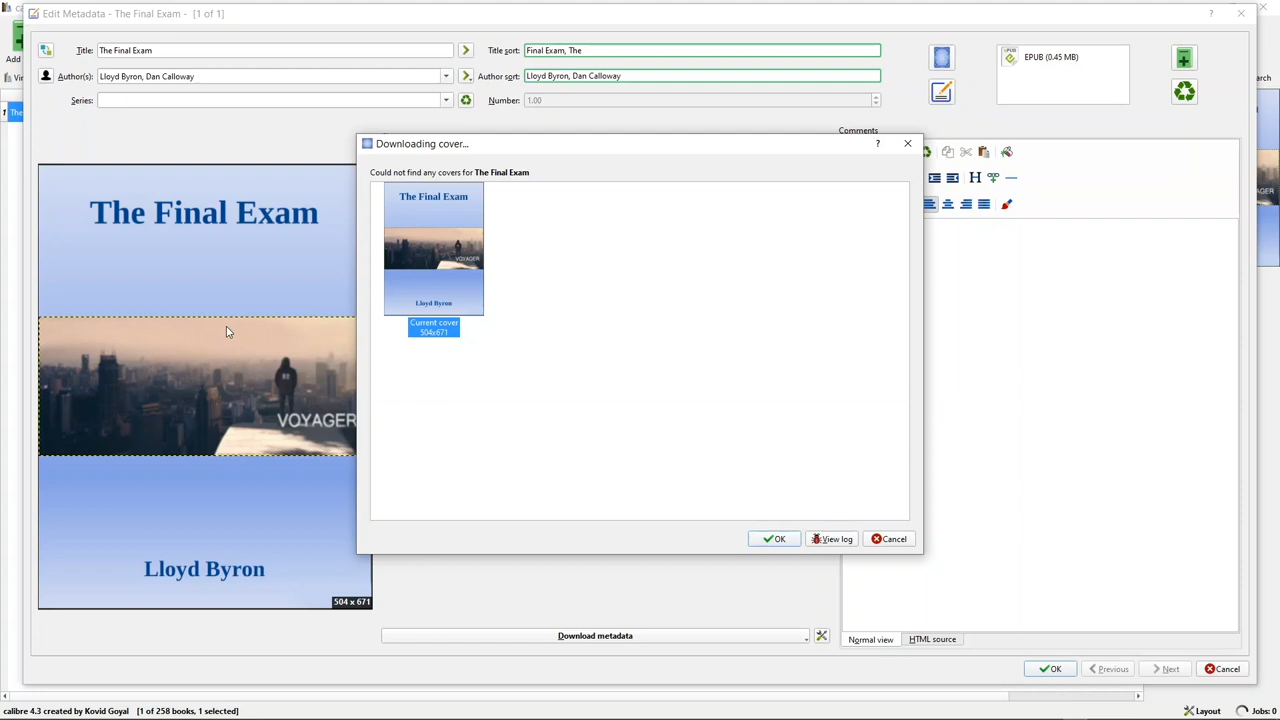 Edit Metadata - The Final Exam - [1 of 1]
?
Add
Title:
The Final Exam
Title sort:
Final Exam, The
EPUB (0.45 MB)
Author(s):
Lloyd Byron, Dan Calloway
Author sort:
Lloyd Byron, Dan Calloway
Series:
Number:
1.00
Comments
1
Downloading cover...
?
Could not find any covers for The Final Exam
The Final Exam
VOYAGER
Lloyd Byron
Current cover
504x671
OK
View log
Cancel
H
The Final Exam
VOYAGER
Lloyd Byron
504 x 671
Download metadata
Normal view
HTML source
OK
Previous
Next
Cancel
calibre 4.3 created by Kovid Goyal
[1 of 258 books, 1 selected]
Layout
Jobs: 0